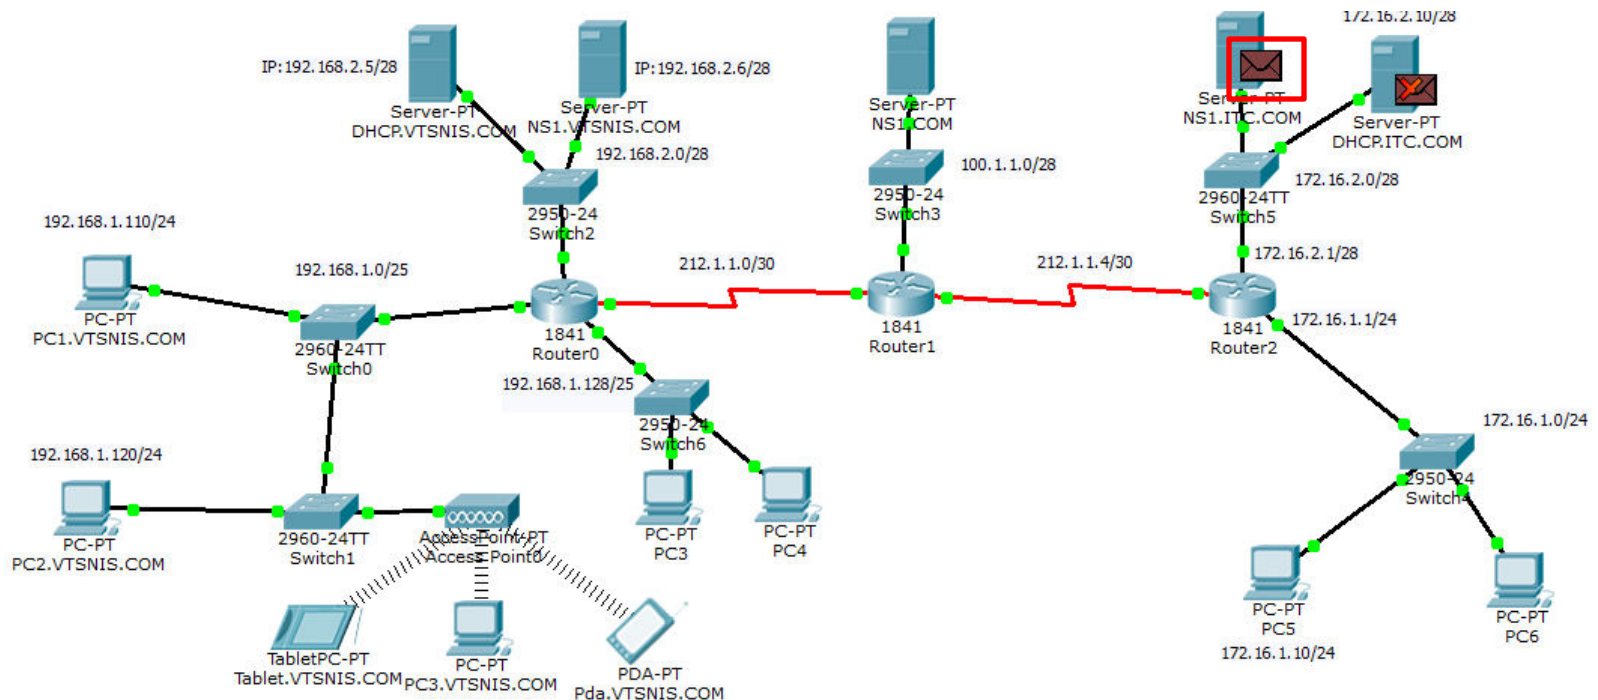 172.16.2.10/28
IP:192.168.2.5/28
IP:192.168.2.6/28
Server-PT
DHCP.VTSNIS.COM
Server-PT
NS1.VTSNIS.COM
192.168.2.0/28
2950-24
Switch2
Server-PT
NS1.COM
100.1.1.0/28
2950-24
Switch3
Server-PT
NS1.ITC.COM
Server-PT
DHCP.ITC.COM
2960-24TT
Switch5
172.16.2.0/28
172.16.2.1/28
192.168.1.110/24
PC-PT
PC1.VTSNIS.COM
192.168.1.0/25
2960-24TT
Switch0
1841
Router0
212.1.1.0/30
1841
Router1
212.1.1.4/30
1841
Router2
172.16.1.1/24
192.168.1.128/25
2950-24
Switch6
PC-PT
PC3
PC-PT
PC4
172.16.1.0/24
2950-24
Switch4
192.168.1.120/24
PC-PT
PC2.VTSNIS.COM
2960-24TT
Switch1
AccessPoint-PT
Access Point0
TabletPC-PT
Tablet.VTSNIS.COM
PC-PT
PC3.VTSNIS.COM
PDA-PT
Pda.VTSNIS.COM
PC-PT
PC5
172.16.1.10/24
PC-PT
PC6